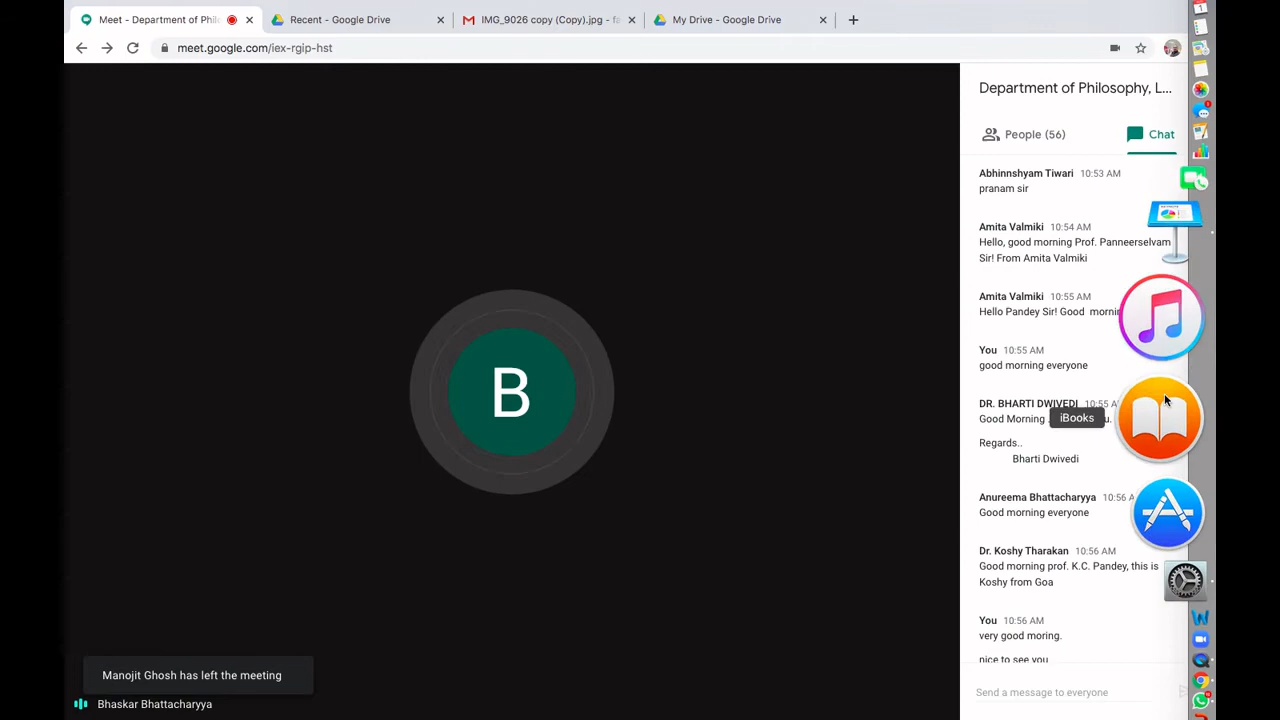 Meet - Department of Phil
Recent - Google Drive
IMG_9026 copy (Copy).jpg - fa
My Drive - Google Drive
meet.google.com/iex-rgip-hst
Department of Philosophy, L...
People (56)
Chat
Abhinnshyam Tiwari 10:53 AM
pranam sir
Amita Valmiki 10:54 AM
Hello, good morning Prof. Panneerselvam
Sir! From Amita Valmiki
Amita Valmiki 10:55 AM
Hello Pandey Sir! Good
You 10:55 AM
good morning everyone
DR. BHARTI DWIVEDI 10:55
Good Morning
iBooks
Regards..
Bharti Dwivedi
Anureema Bhattacharyya 10:56
Good morning everyone
Dr. Koshy Tharakan 10:56 AM
Good morning prof. K.C. Pandey, this is
Koshy from Goa
You 10:56 AM
very good moring.
nice to see you
Send a message to everyone
B
Manojit Ghosh has left the meeting
Bhaskar Bhattacharyya